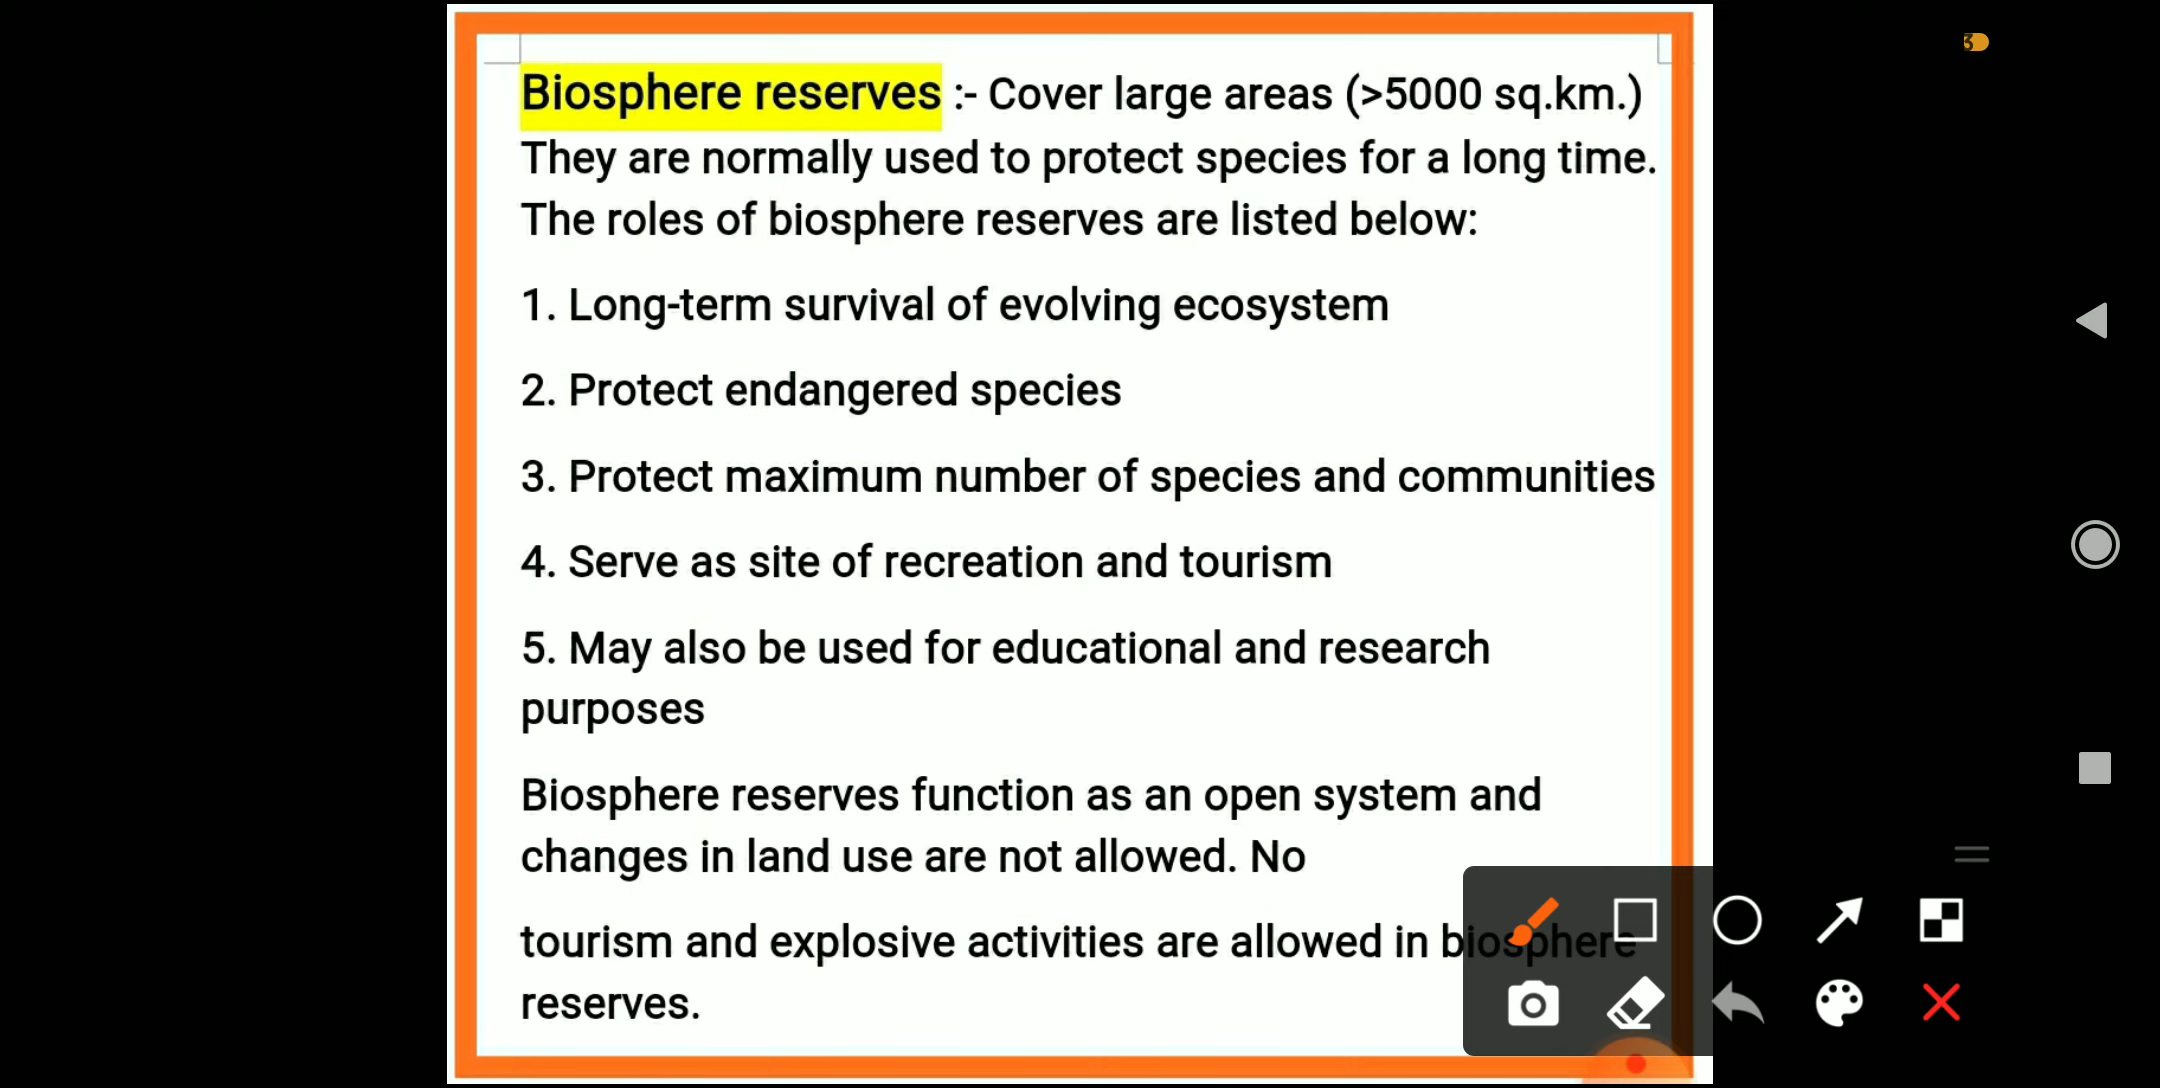 Biosphere reserves :- Cover large areas (>5000 sq.km.)
They are normally used to protect species for a long time.
The roles of biosphere reserves are listed below:
1. Long-term survival of evolving ecosystem
2. Protect endangered species
3. Protect maximum number of species and communities
4. Serve as site of recreation and tourism
5. May also be used for educational and research
purposes
Biosphere reserves function as an open system and
changes in land use are not allowed. No
tourism and explosive activities are allowed in biosphere
reserves.